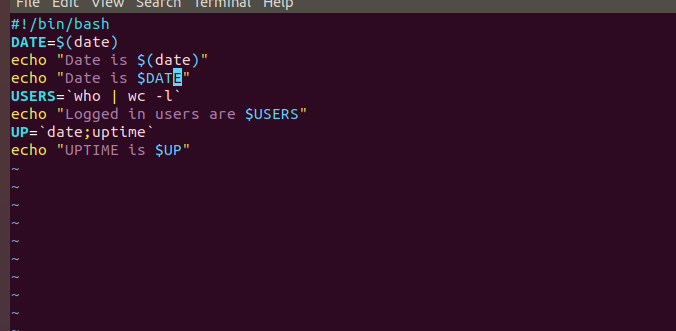 File Edit View Search Terminal Help
#!/bin/bash
DATE=$(date)
echo "Date is $(date)"
echo "Date is $DATE"
USERS=`who | wc -l`
echo "Logged in users are $USERS"
UP=`date;uptime`
echo "UPTIME is $UP"
~
~
~
~
~
~
~
~
~
~